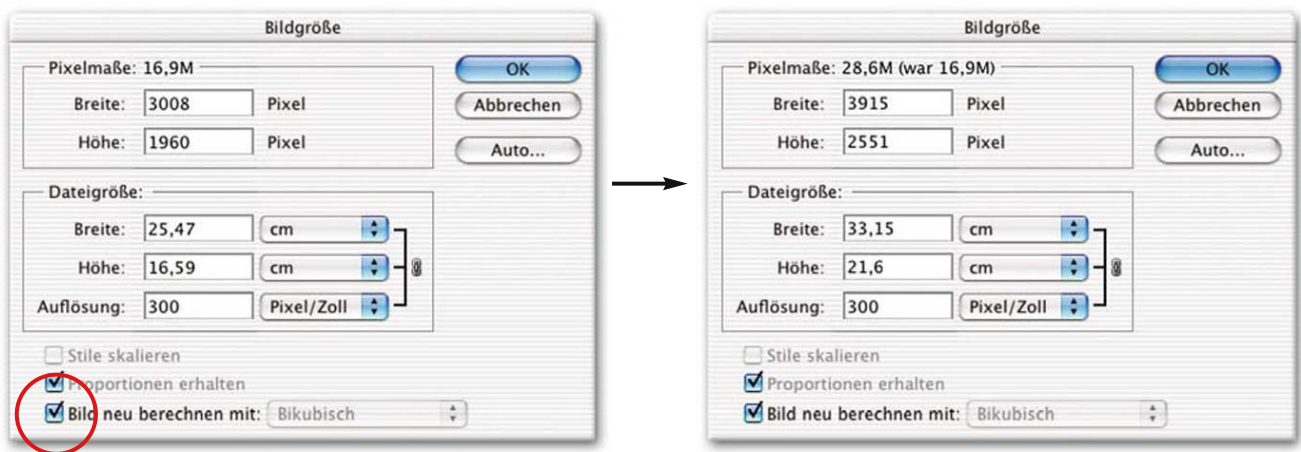 Bildgröße
Pixelmaße: 16,9M
Breite: 3008 Pixel
Höhe: 1960 Pixel
OK
Abbrechen
Auto...
Dateigröße:
Breite: 25,47 cm
Höhe: 16,59 cm
Auflösung: 300 Pixel/Zoll
Stile skalieren
Proportionen erhalten
Bild neu berechnen mit: Bikubisch
Bildgröße
Pixelmaße: 28,6M (war 16,9M)
Breite: 3915 Pixel
Höhe: 2551 Pixel
OK
Abbrechen
Auto...
Dateigröße:
Breite: 33,15 cm
Höhe: 21,6 cm
Auflösung: 300 Pixel/Zoll
Stile skalieren
Proportionen erhalten
Bild neu berechnen mit: Bikubisch